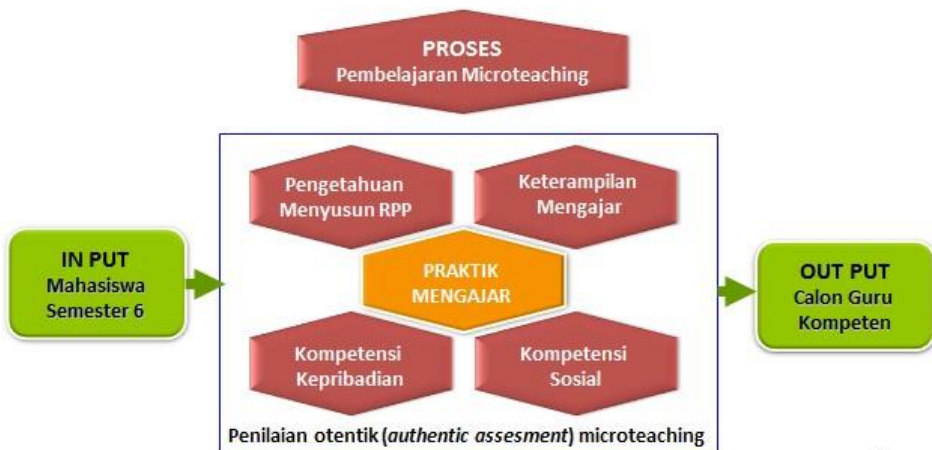 PROSES
Pembelajaran Microteaching
Pengetahuan
Menyusun RPP
Keterampilan
Mengajar
IN PUT
Mahasiswa
Semester 6
PRAKTIK
MENGAJAR
OUT PUT
Calon Guru
Kompeten
Kompetensi
Kepribadian
Kompetensi
Sosial
Penilaian otentik (authentic assesment) microteaching